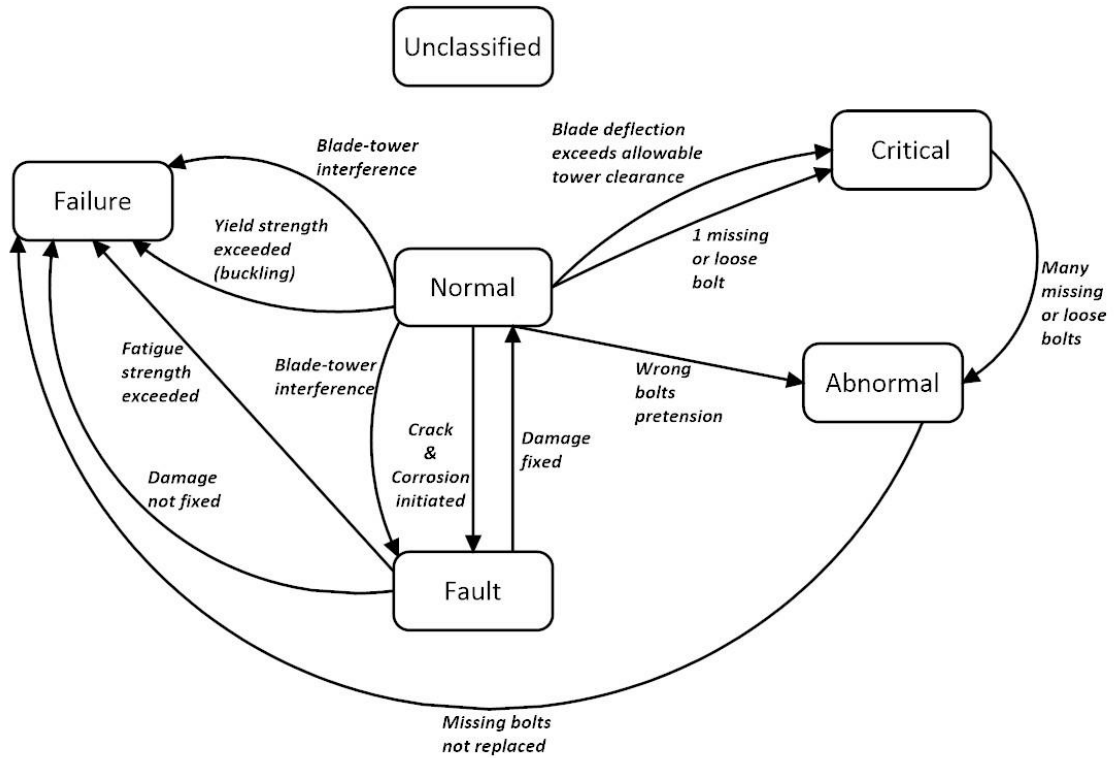 Unclassified
Blade deflection
exceeds allowable
tower clearance
Critical
Blade-tower
interference
Failure
Yield strength
exceeded
(buckling)
1 missing
or loose
bolt
Normal
Many
missing
or loose
bolts
Fatigue
strength
exceeded
Blade-tower
interference
Wrong
bolts
pretension
Abnormal
Crack
&
Corrosion
initiated
Damage
fixed
Damage
not fixed
Fault
Missing bolts
not replaced